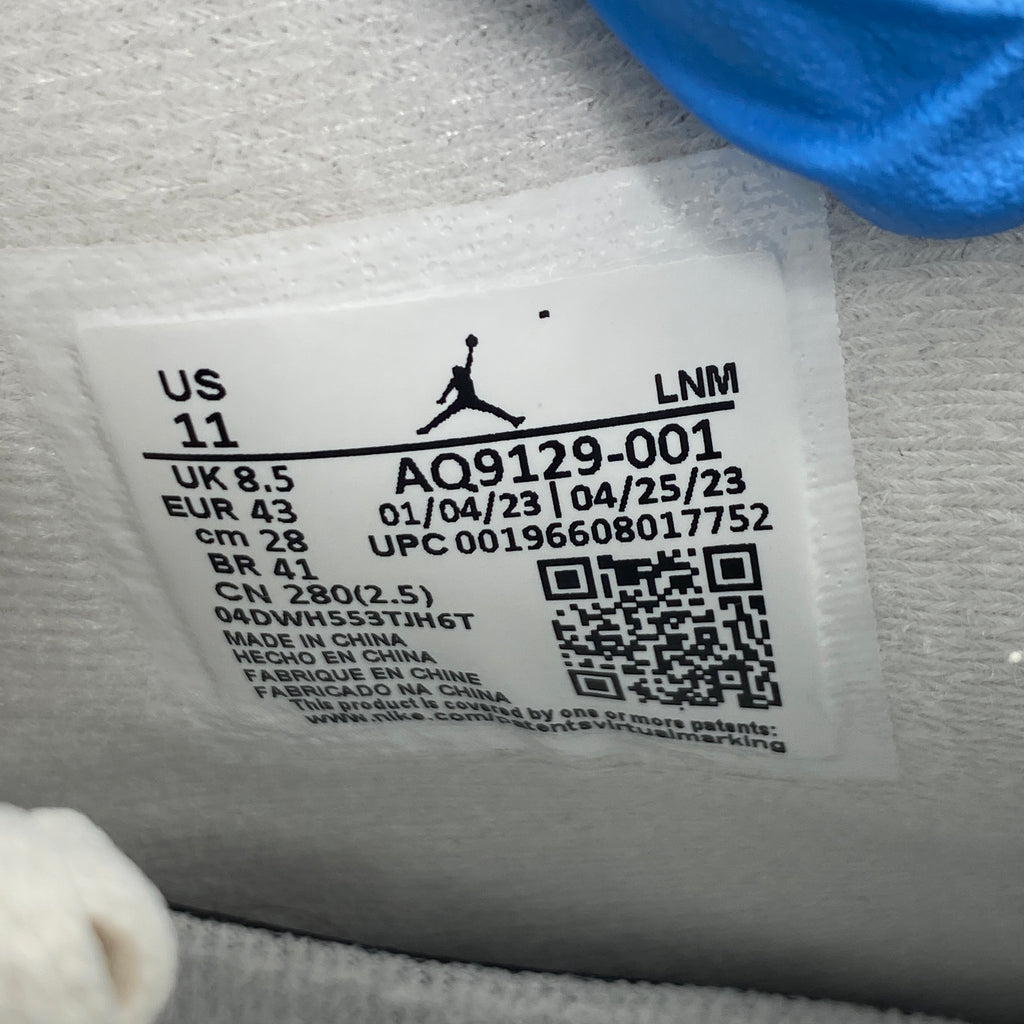 US
11
LNM
UK 8.5
EUR 43
cm 28
BR 41
CN 280(2.5)
04DWH553TJH6T
AQ9129-001
01/04/23 | 04/25/23
UPC 00196608017752
MADE IN CHINA
HECHO EN CHINA
FABRIQUE EN CHINE
FABRICADO NA CHINA
This product is covered by one or more patents:
www.nike.com/patentsvirtualmarking